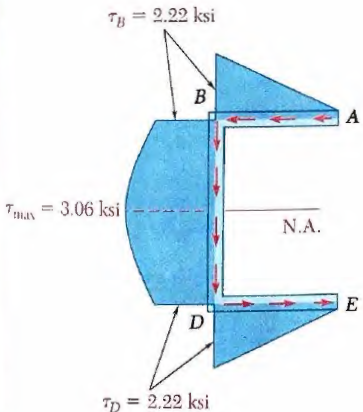 τB = 2.22 ksi
B
A
τmax = 3.06 ksi
N.A.
D
E
τD = 2.22 ksi